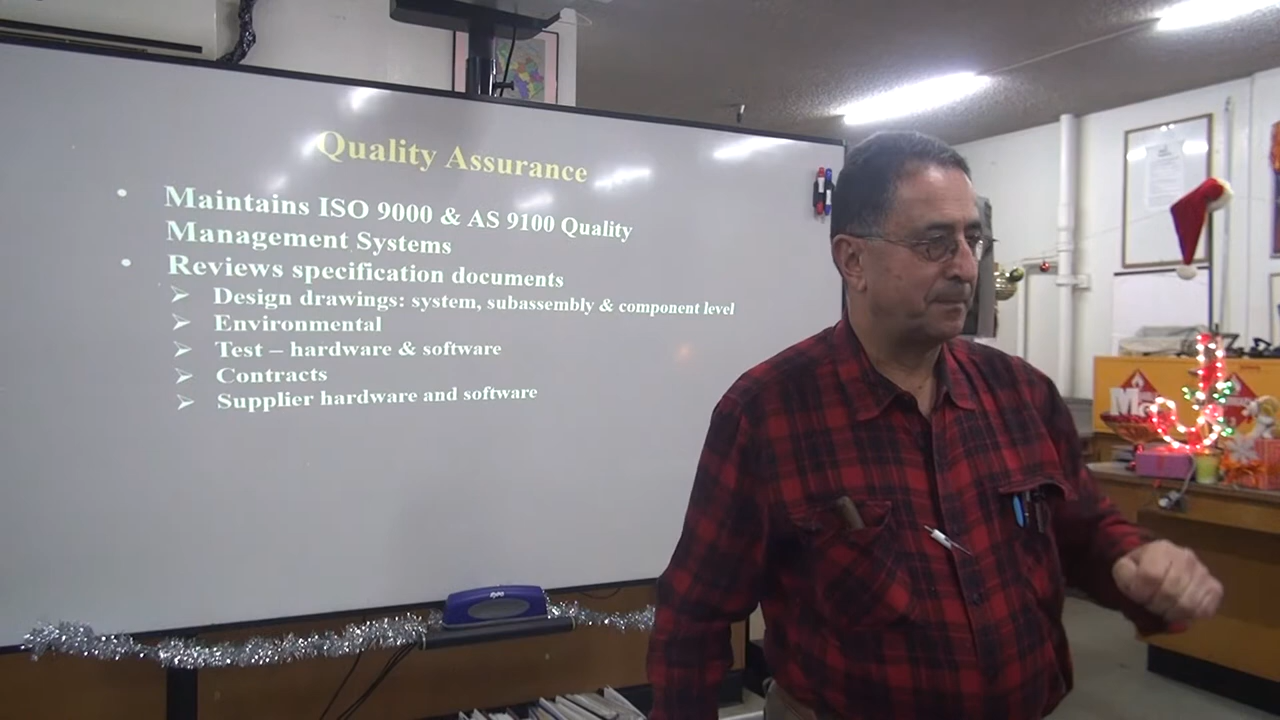 Quality Assurance
• Maintains ISO 9000 & AS 9100 Quality
Management Systems
• Reviews specification documents
➢ Design drawings: system, subassembly & component level
➢ Environmental
➢ Test – hardware & software
➢ Contracts
➢ Supplier hardware and software